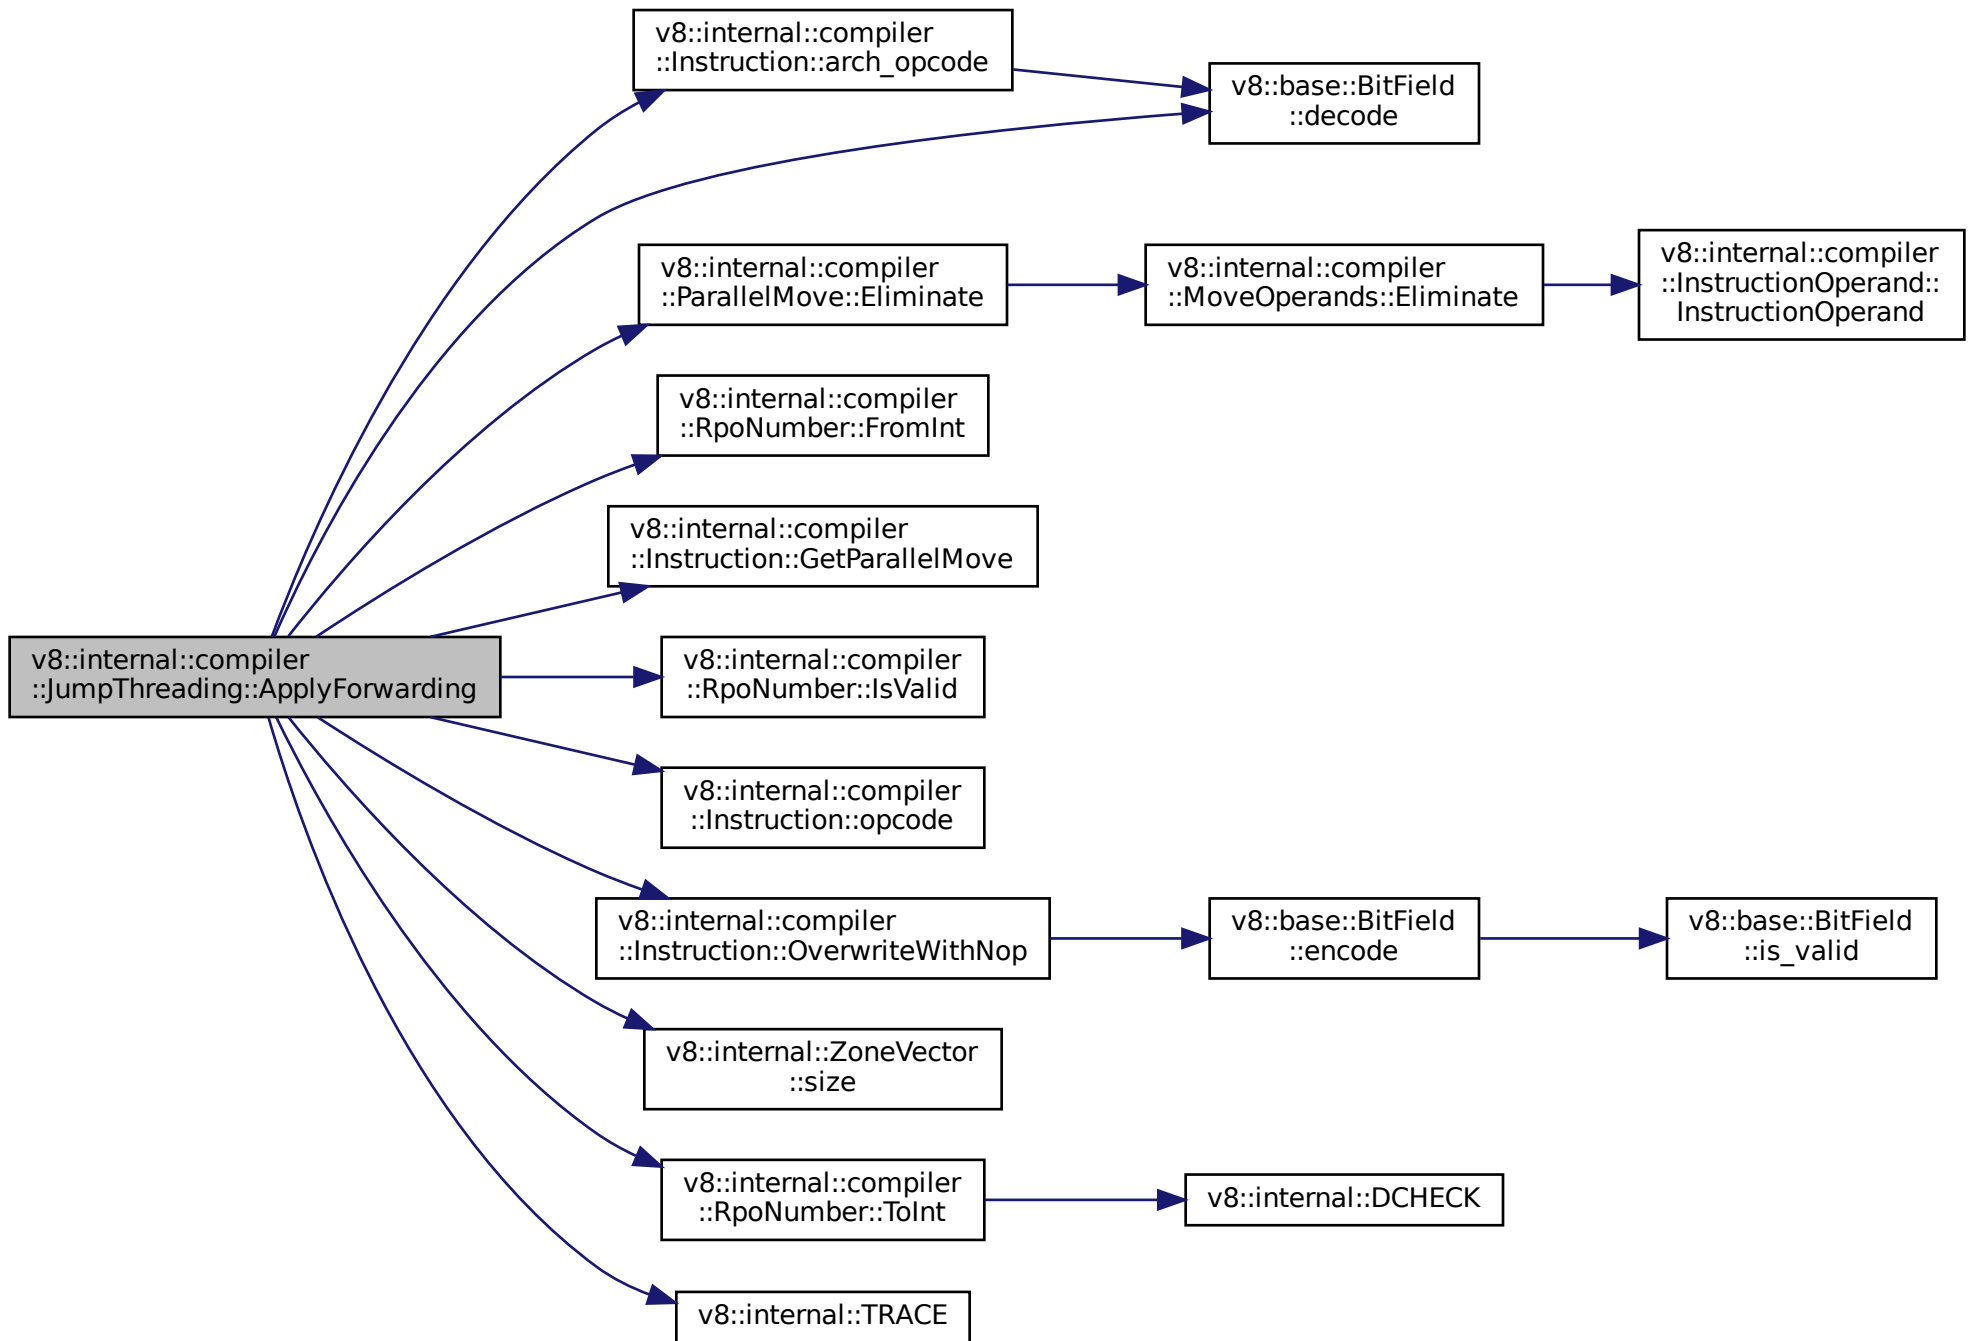 v8::internal::compiler
::JumpThreading::ApplyForwarding
v8::internal::compiler
::Instruction::arch_opcode
v8::base::BitField
::decode
v8::internal::compiler
::ParallelMove::Eliminate
v8::internal::compiler
::MoveOperands::Eliminate
v8::internal::compiler
::InstructionOperand::
InstructionOperand
v8::internal::compiler
::RpoNumber::FromInt
v8::internal::compiler
::Instruction::GetParallelMove
v8::internal::compiler
::RpoNumber::IsValid
v8::internal::compiler
::Instruction::opcode
v8::internal::compiler
::Instruction::OverwriteWithNop
v8::base::BitField
::encode
v8::base::BitField
::is_valid
v8::internal::ZoneVector
::size
v8::internal::compiler
::RpoNumber::ToInt
v8::internal::DCHECK
v8::internal::TRACE